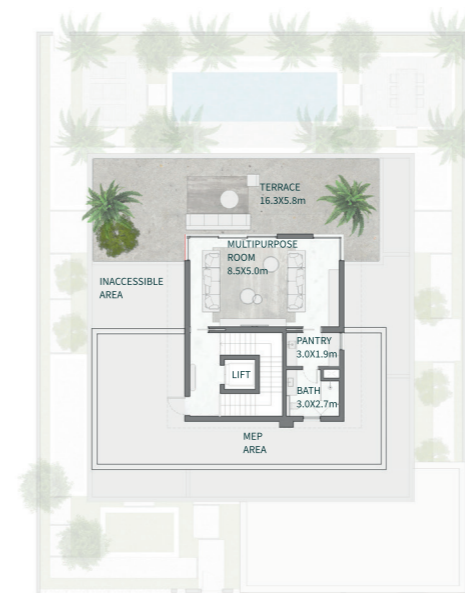 TERRACE
16.3X5.8m
MULTIPURPOSE
ROOM
8.5X5.0m
INACCESSIBLE
AREA
PANTRY
3.0X1.9m
LIFT
BATH
3.0X2.7m
MEP
AREA